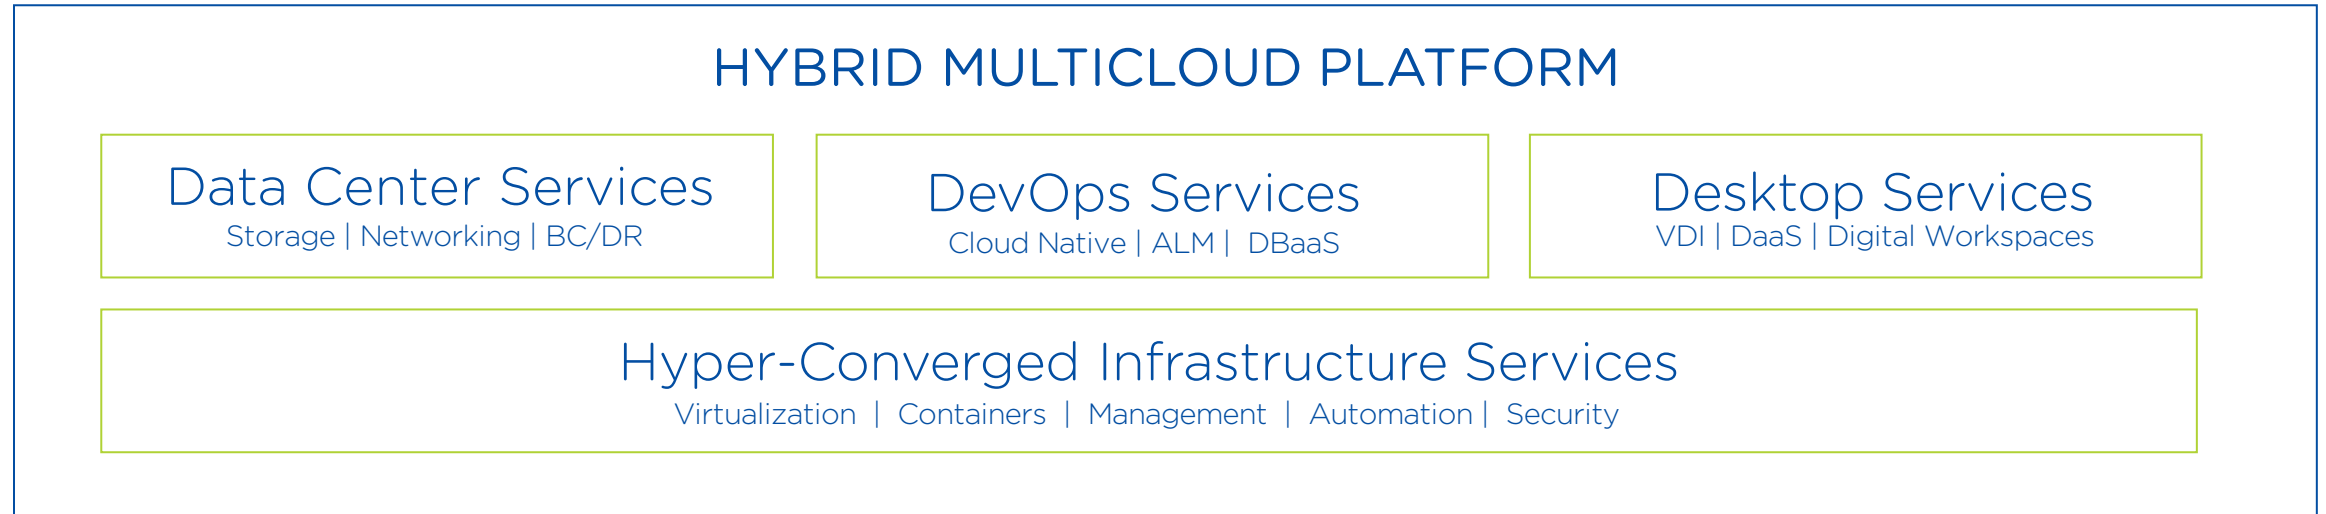 HYBRID MULTICLOUD PLATFORM
Data Center Services
Storage | Networking | BC/DR
DevOps Services
Cloud Native | ALM | DBaaS
Desktop Services
VDI | DaaS | Digital Workspaces
Hyper-Converged Infrastructure Services
Virtualization | Containers | Management | Automation | Security